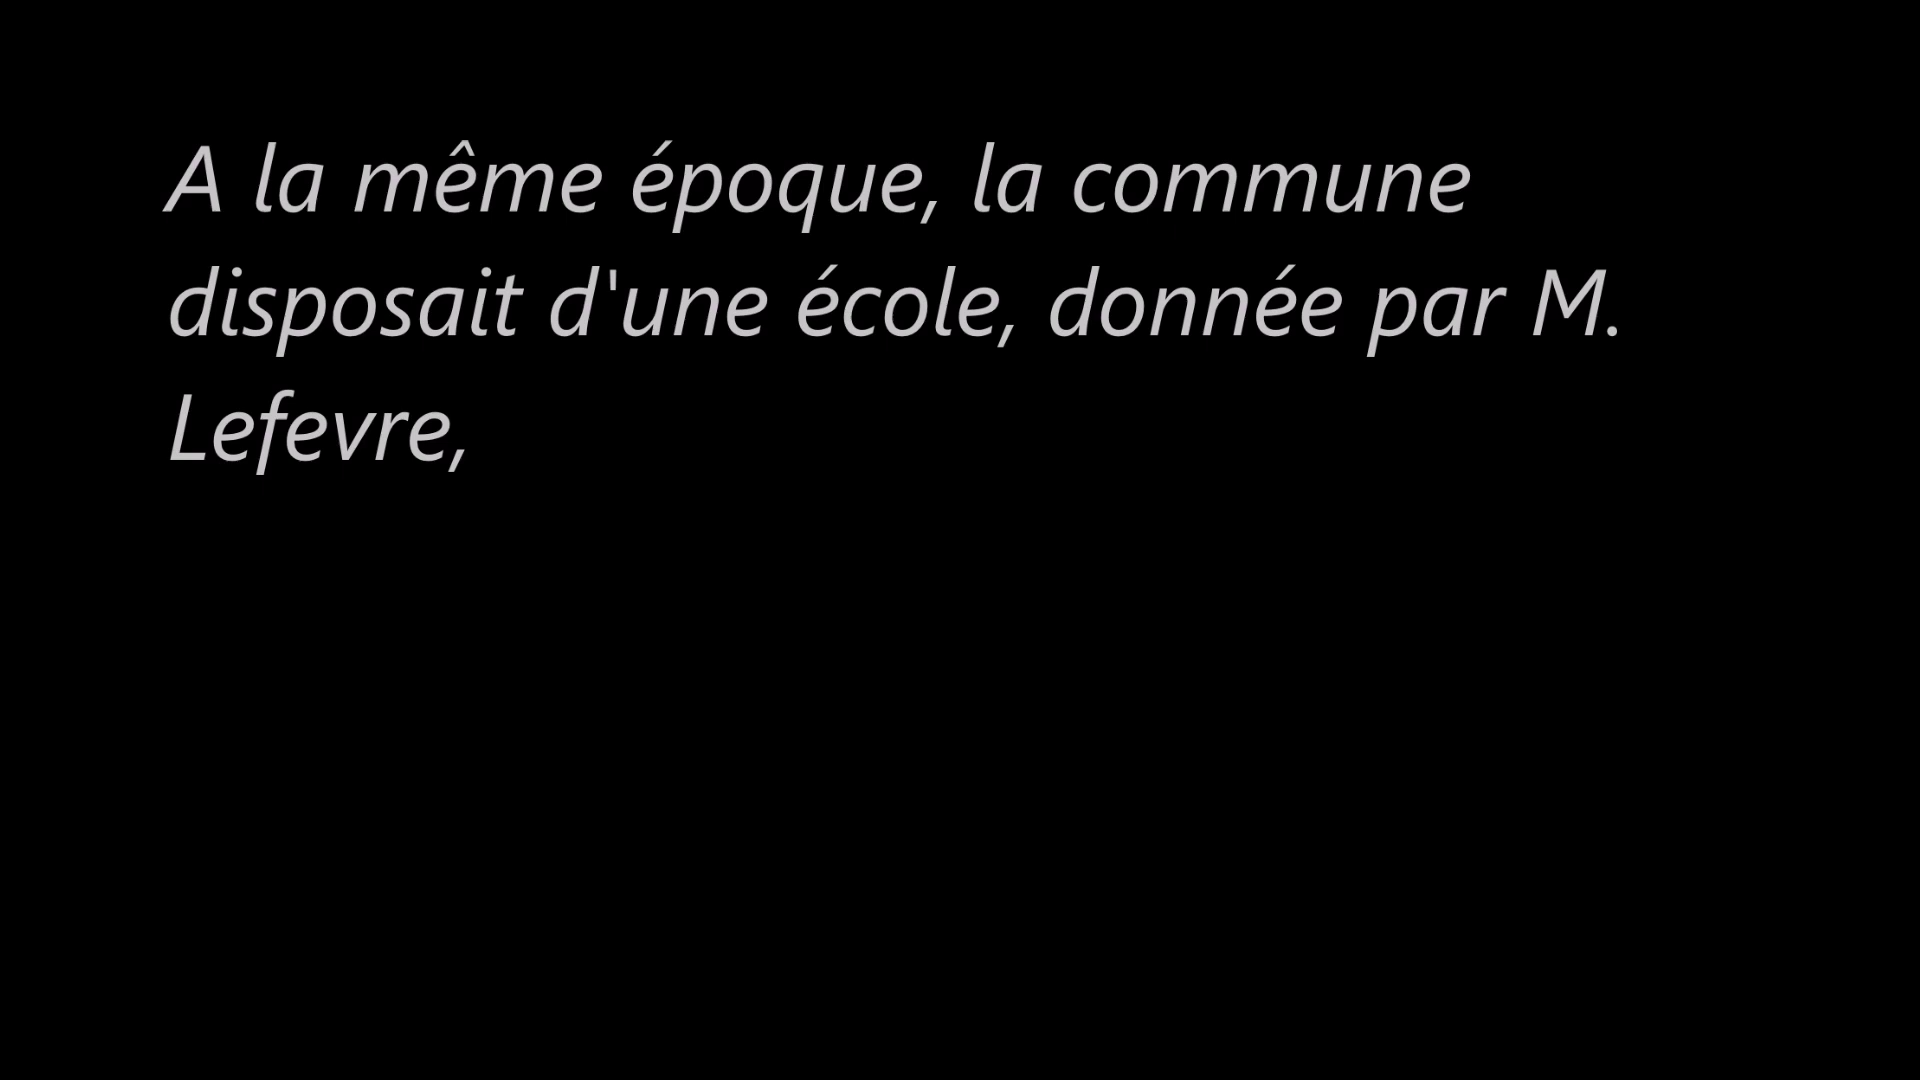 A la même époque, la commune
disposait d'une école, donnée par M.
Lefevre,